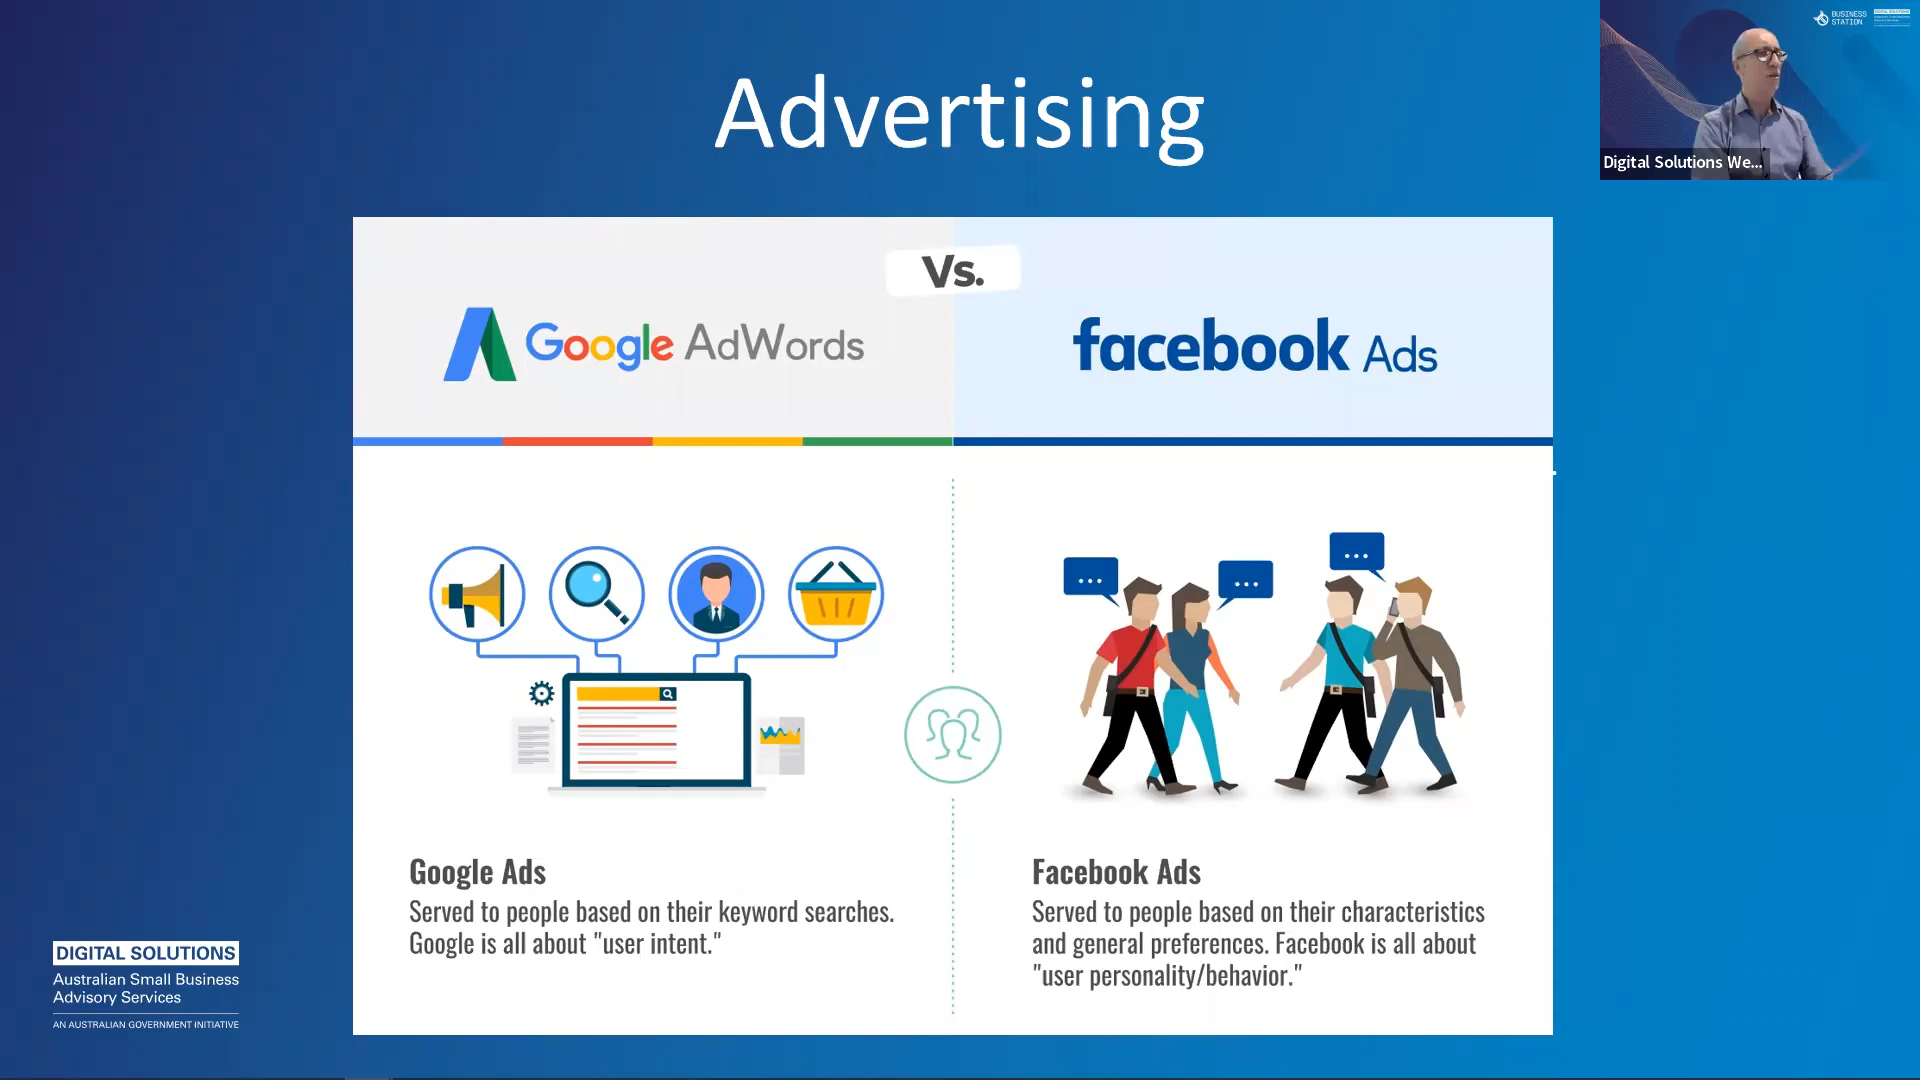 Advertising
BUSINESS
STATION
DIGITAL SOLUTIONS
Digital Solutions We...
Vs.
Google AdWords
facebook Ads
Google Ads
Served to people based on their keyword searches.
Google is all about "user intent."
Facebook Ads
Served to people based on their characteristics
and general preferences. Facebook is all about
"user personality/behavior."
DIGITAL SOLUTIONS
Australian Small Business
Advisory Services
AN AUSTRALIAN GOVERNMENT INITIATIVE